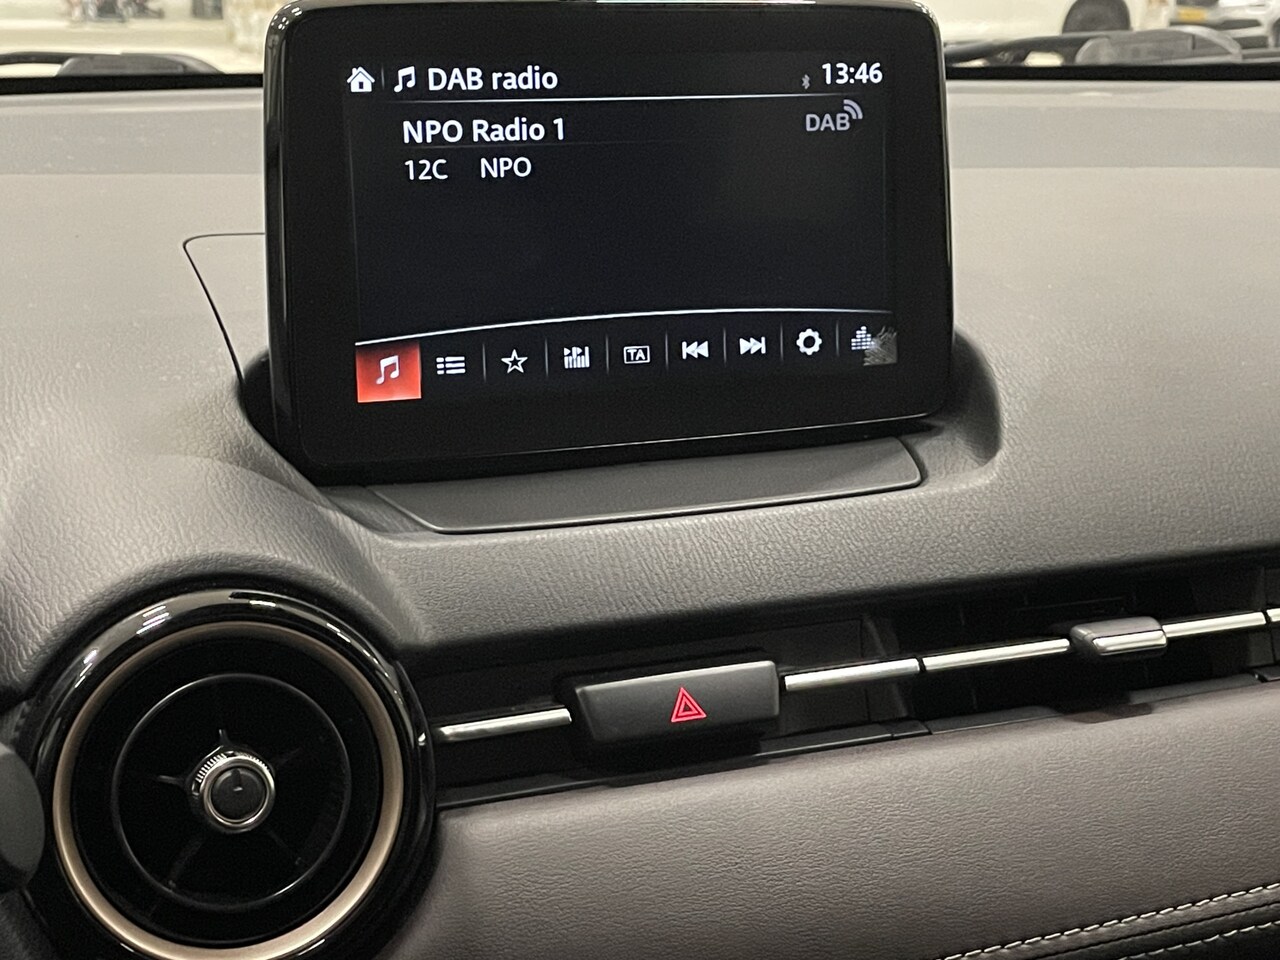 DAB radio 13:46
NPO Radio 1 DAB
12C NPO
TA